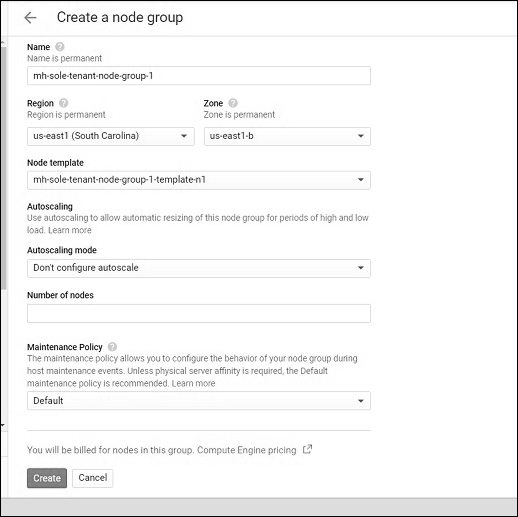 Create a node group
Name
Name is permanent
mh-sole-tenant-node-group-1
Region
Region is permanent
us-east1 (South Carolina)
Zone
Zone is permanent
us-east1-b
Node template
mh-sole-tenant-node-group-1-template-n1
Autoscaling
Use autoscaling to allow automatic resizing of this node group for periods of high and low
load. Learn more
Autoscaling mode
Don't configure autoscale
Number of nodes
Maintenance Policy
The maintenance policy allows you to configure the behavior of your node group during
host maintenance events. Unless physical server affinity is required, the Default
maintenance policy is recommended. Learn more
Default
You will be billed for nodes in this group. Compute Engine pricing
Create
Cancel